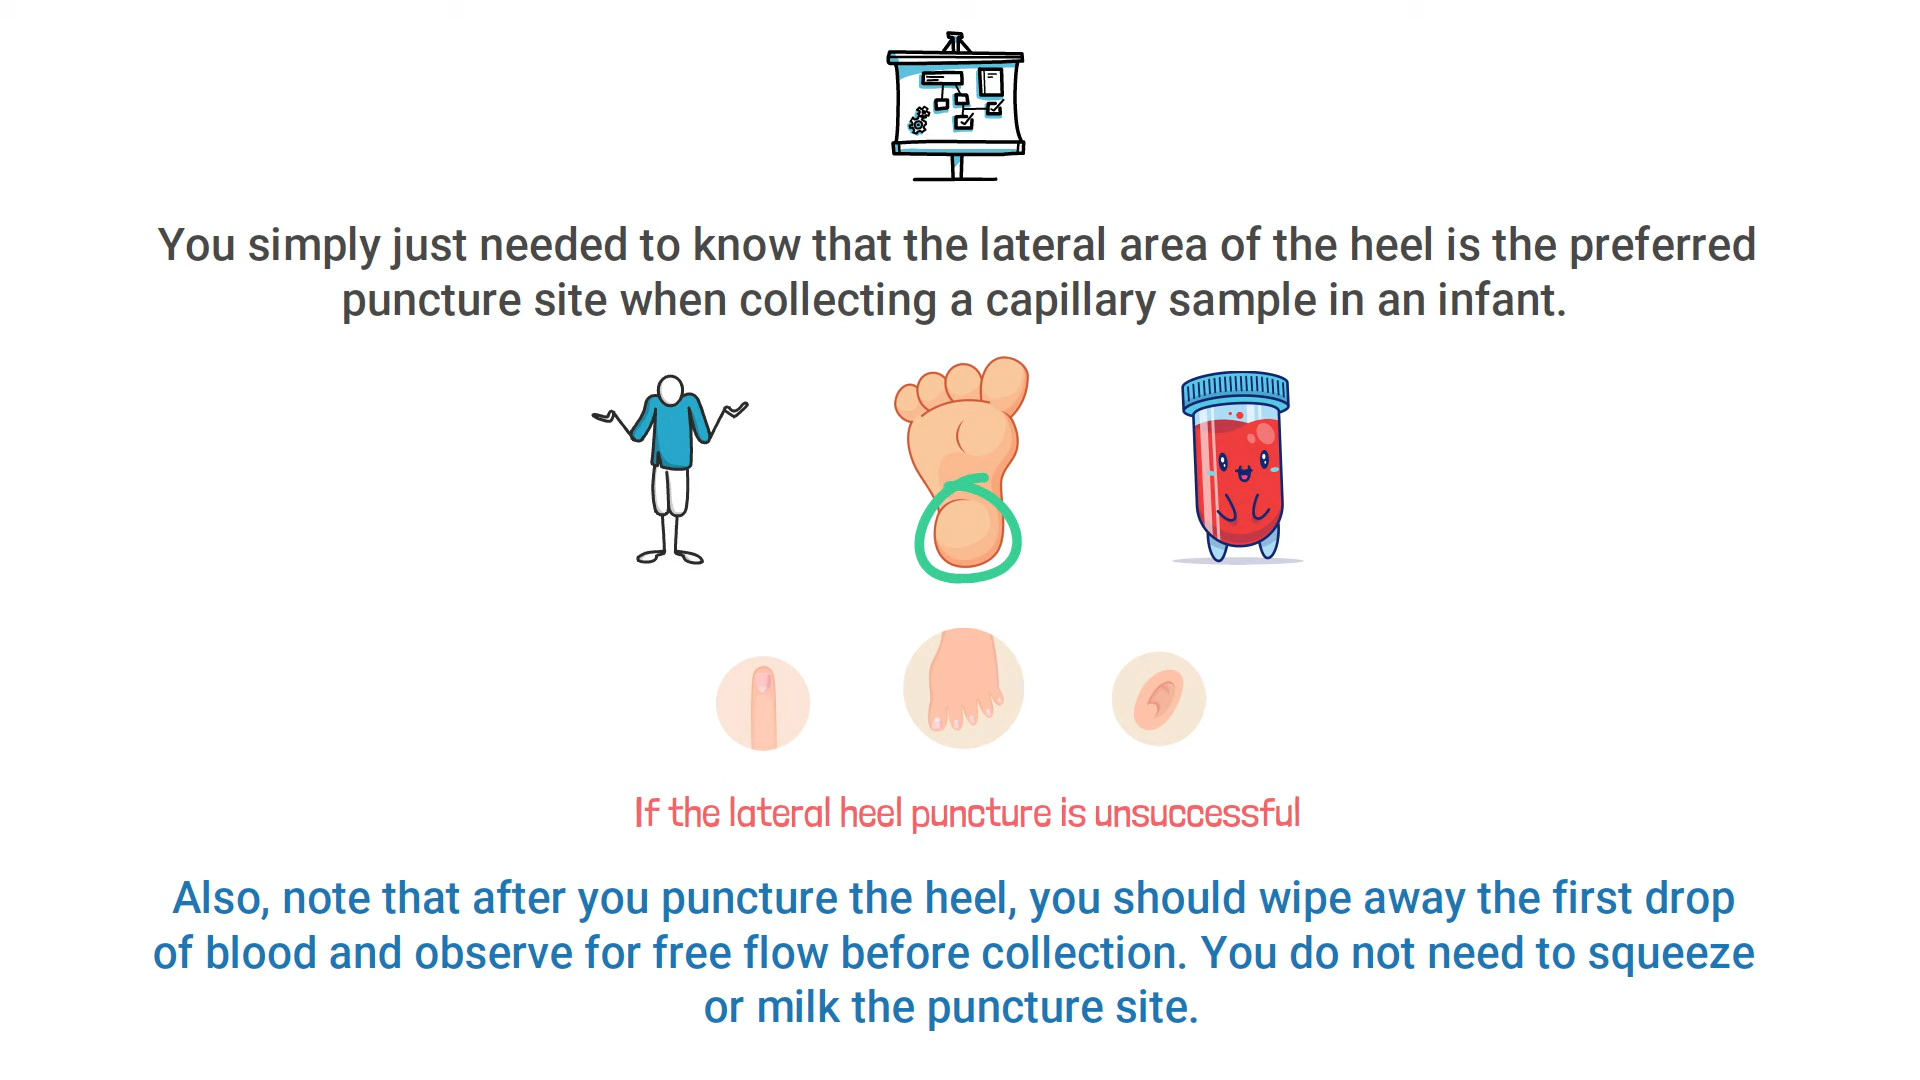 You simply just needed to know that the lateral area of the heel is the preferred
puncture site when collecting a capillary sample in an infant.
If the lateral heel puncture is unsuccessful
Also, note that after you puncture the heel, you should wipe away the first drop
of blood and observe for free flow before collection. You do not need to squeeze
or milk the puncture site.